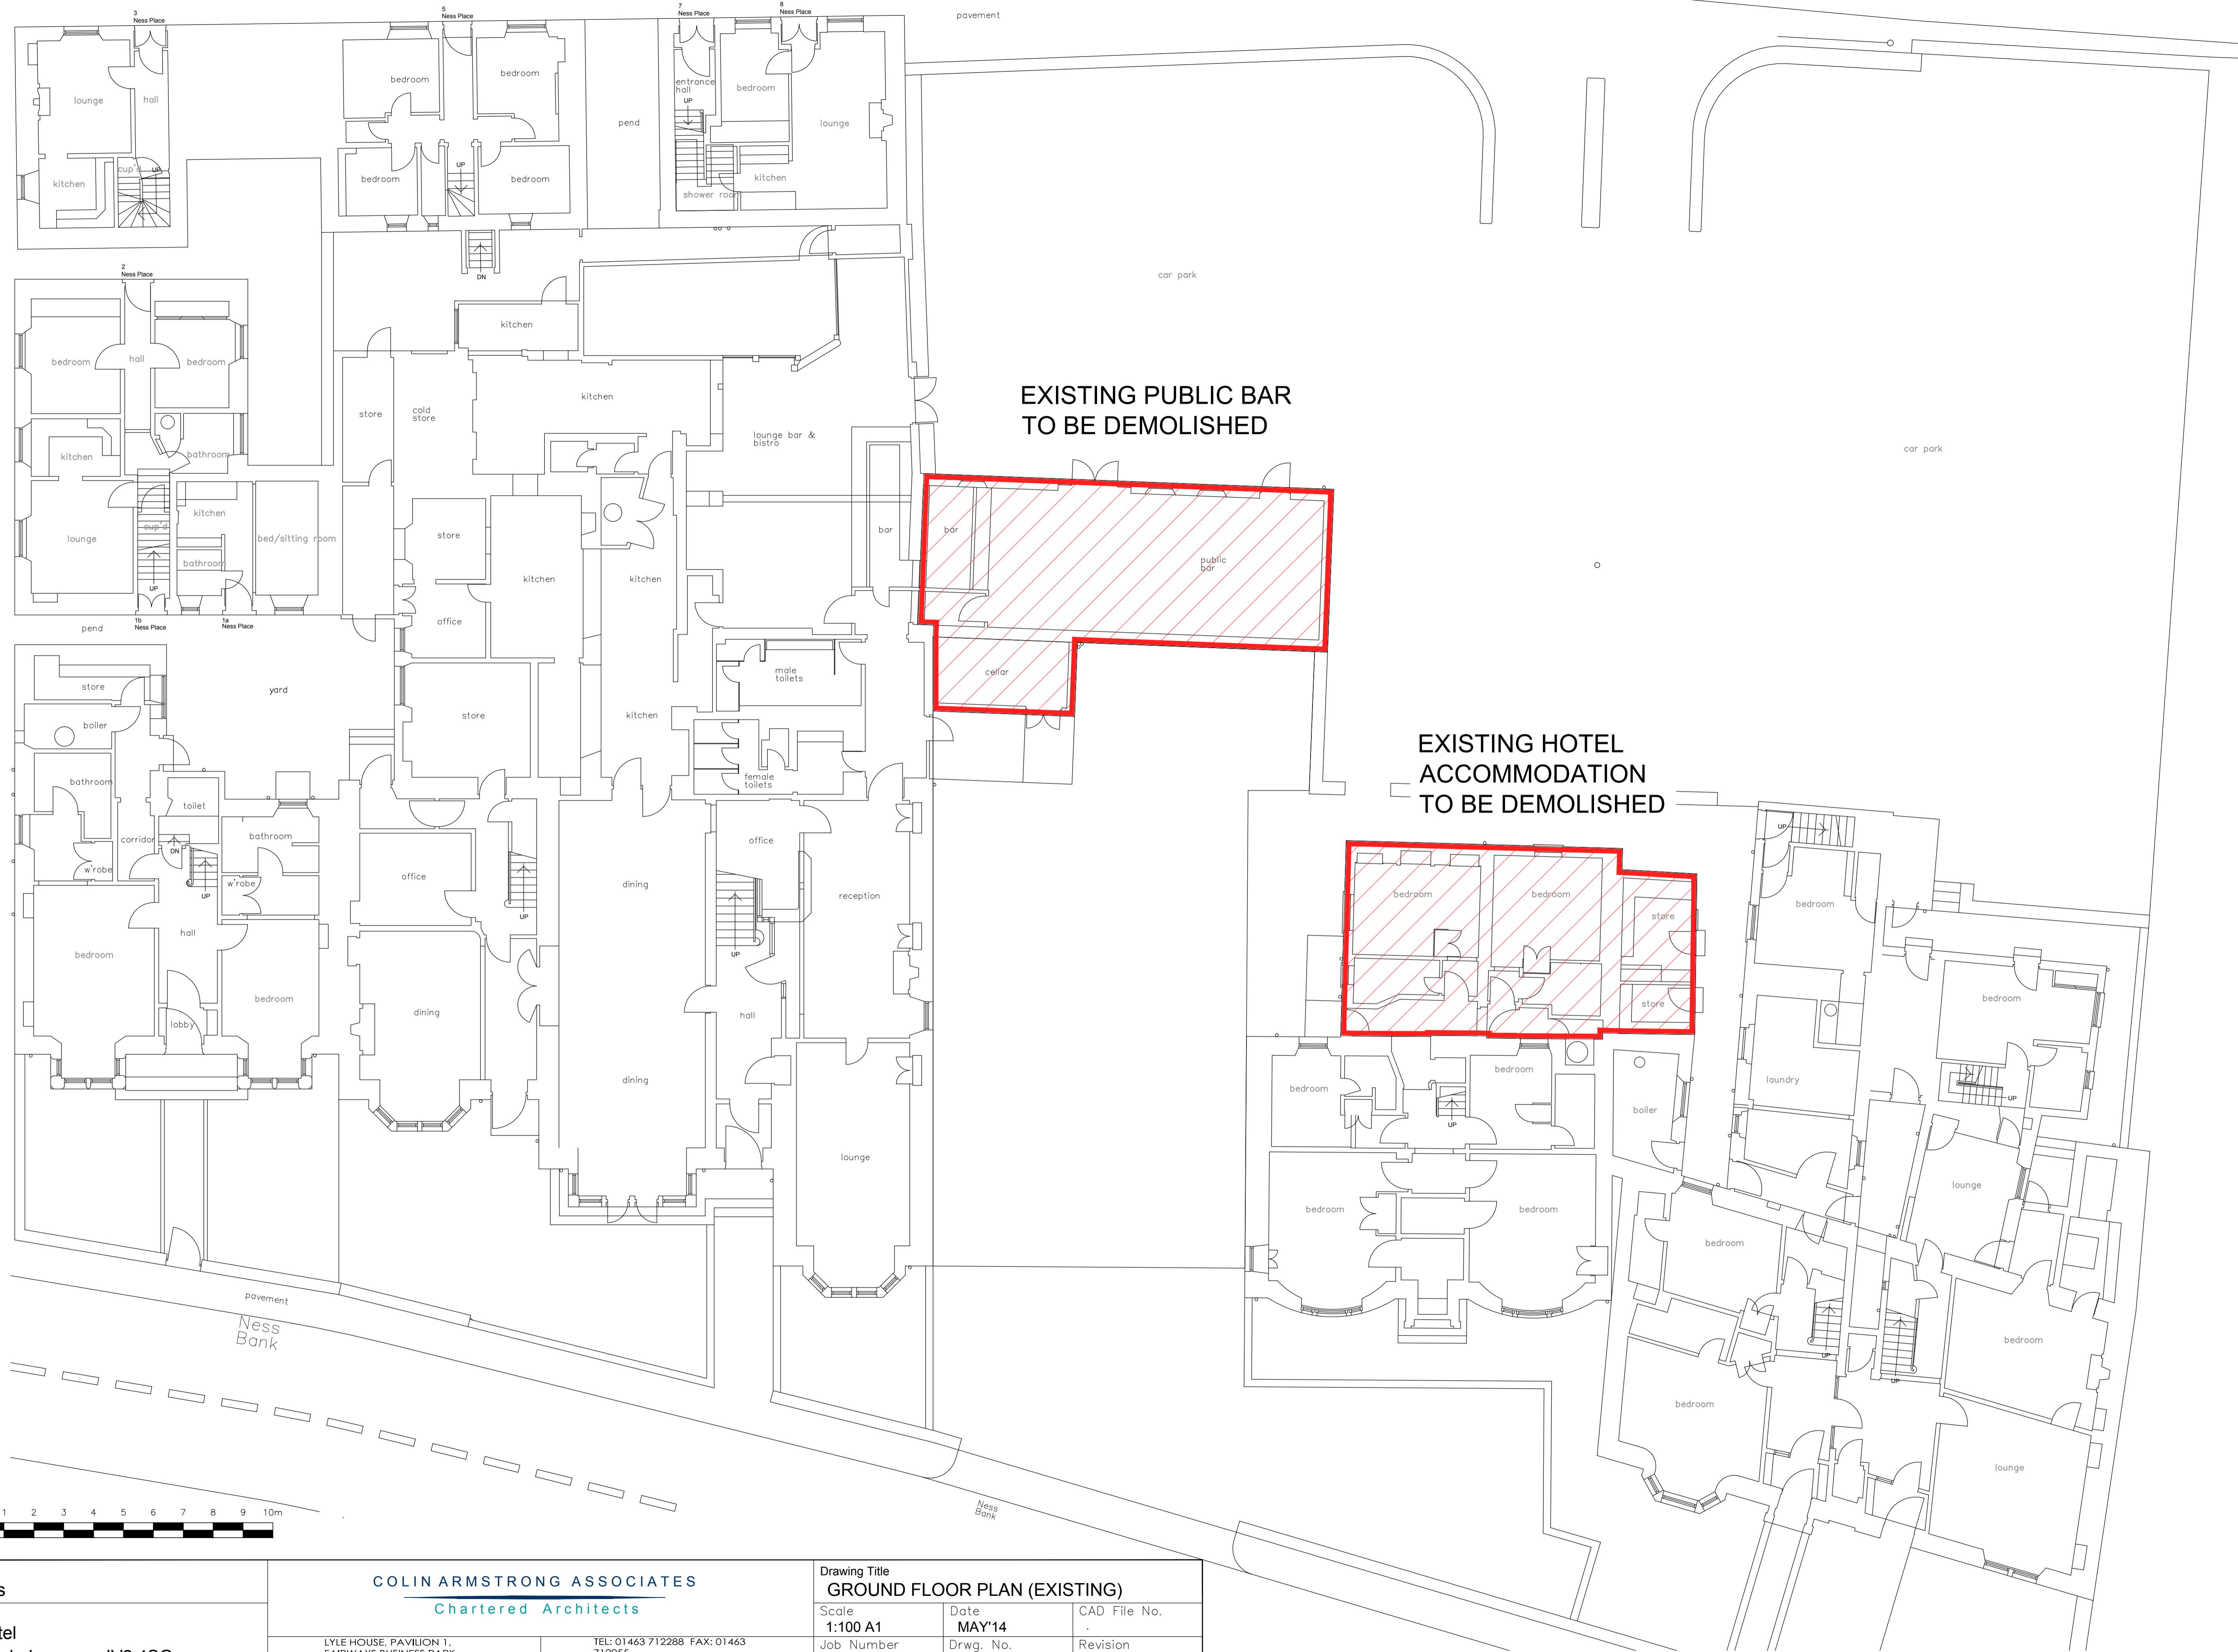 3
Ness Place
5
Ness Place
7
Ness Place
8
Ness Place
pavement
lounge
hall
cup'd
UP
kitchen
bedroom
bedroom
bedroom
UP
bedroom
DN
pend
entrance
hall
UP
bedroom
lounge
kitchen
shower room
car park
car park
2
Ness Place
bedroom
hall
bedroom
kitchen
bathroom
lounge
cup'd
UP
kitchen
bathroom
bed/sitting room
pend
1b
Ness Place
1a
Ness Place
kitchen
store
cold
store
kitchen
lounge bar &
bistro
store
office
kitchen
kitchen
bar
EXISTING PUBLIC BAR
TO BE DEMOLISHED
bar
public
bar
cellar
store
boiler
bathroom
yard
store
kitchen
male
toilets
female
toilets
toilet
corridor
DN
w'robe
UP
w'robe
bathroom
hall
bedroom
bedroom
lobby
office
UP
dining
dining
dining
office
UP
reception
hall
lounge
EXISTING HOTEL
ACCOMMODATION
TO BE DEMOLISHED
bedroom
bedroom
store
store
UP
bedroom
bedroom
laundry
UP
bedroom
bedroom
UP
boiler
bedroom
bedroom
lounge
bedroom
UP
UP
bedroom
bedroom
lounge
pavement
Ness
Bank
Ness
Bank
1 2 3 4 5 6 7 8 9 10m
s
tel
COLIN ARMSTRONG ASSOCIATES
Chartered Architects
LYLE HOUSE, PAVILION 1,
TEL: 01463 712288 FAX: 01463
Drawing Title
GROUND FLOOR PLAN (EXISTING)
Scale
1:100 A1
Date
MAY'14
CAD File No.
.
Job Number
Drwg. No.
Revision